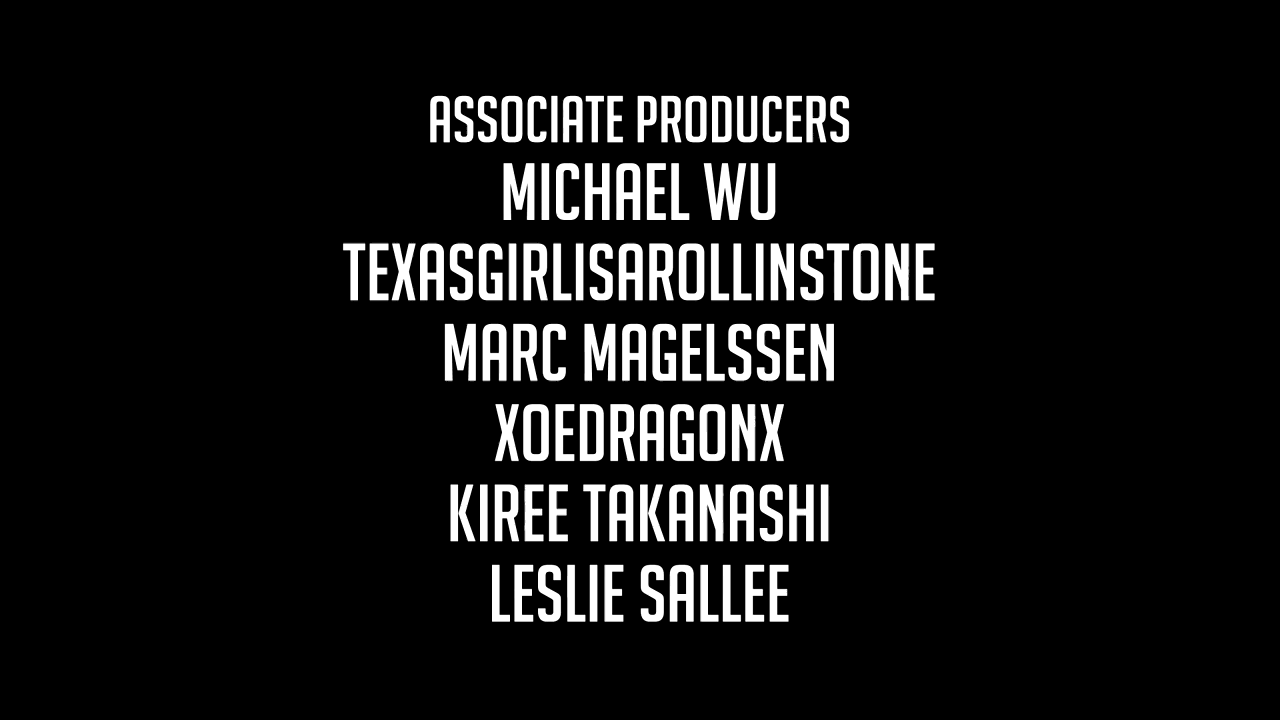 ASSOCIATE PRODUCERS
MICHAEL WU
TEXASGIRLISAROLLINSTONE
MARC MAGELSSEN
XOEDRAGONX
KIREE TAKANASHI
LESLIE SALLEE